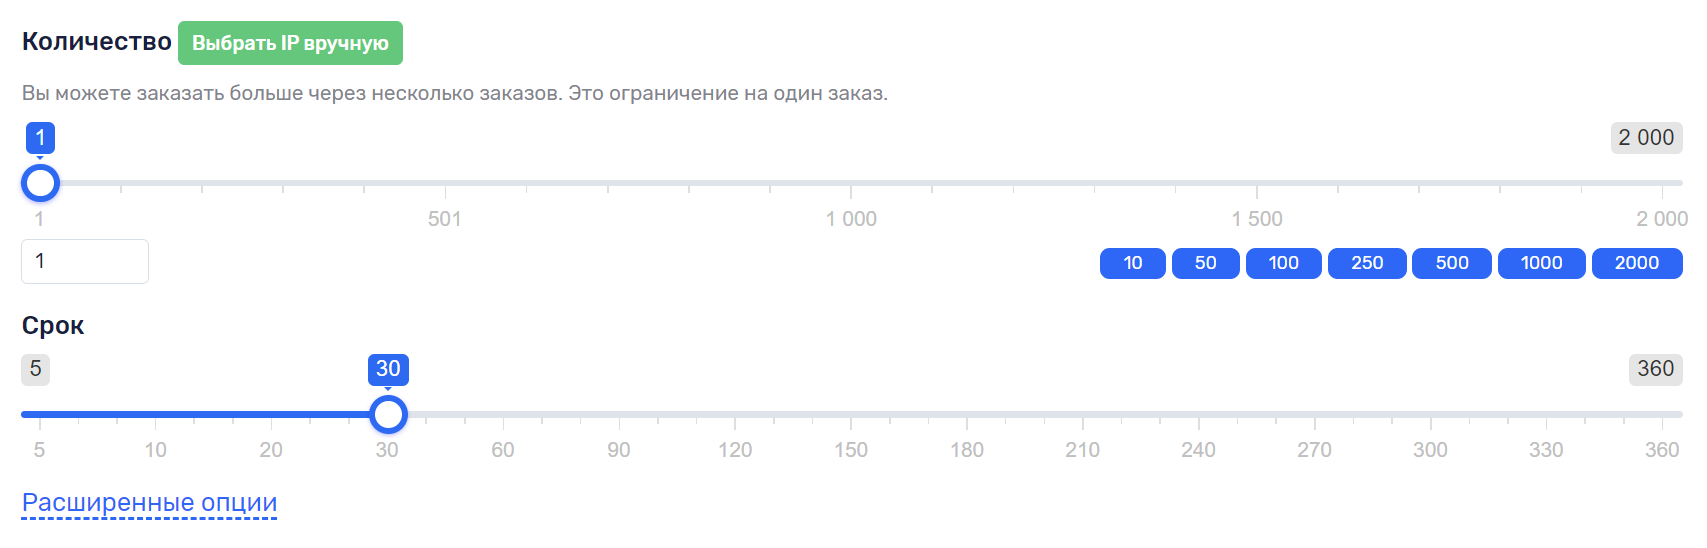 Количество Выбрать IP вручную
Вы можете заказать больше через несколько заказов. Это ограничение на один заказ.
1 2 000
1 501 1 000 1 500 2 000
1 10 50 100 250 500 1000 2000
Срок
5 30 360
5 10 20 30 60 90 120 150 180 210 240 270 300 330 360
Расширенные опции